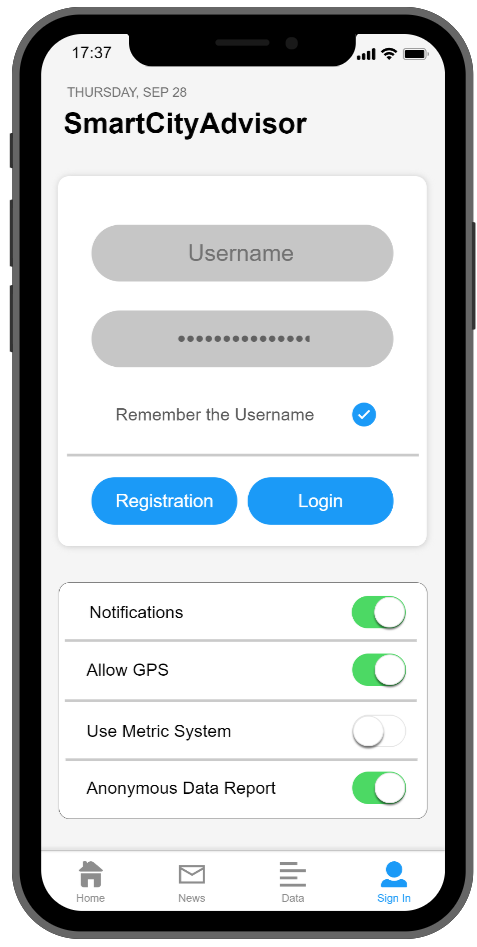 17:37
THURSDAY, SEP 28
SmartCityAdvisor
Username
•••••••••••••••
Remember the Username
Registration Login
Notifications
Allow GPS
Use Metric System
Anonymous Data Report
Home News Data Sign In